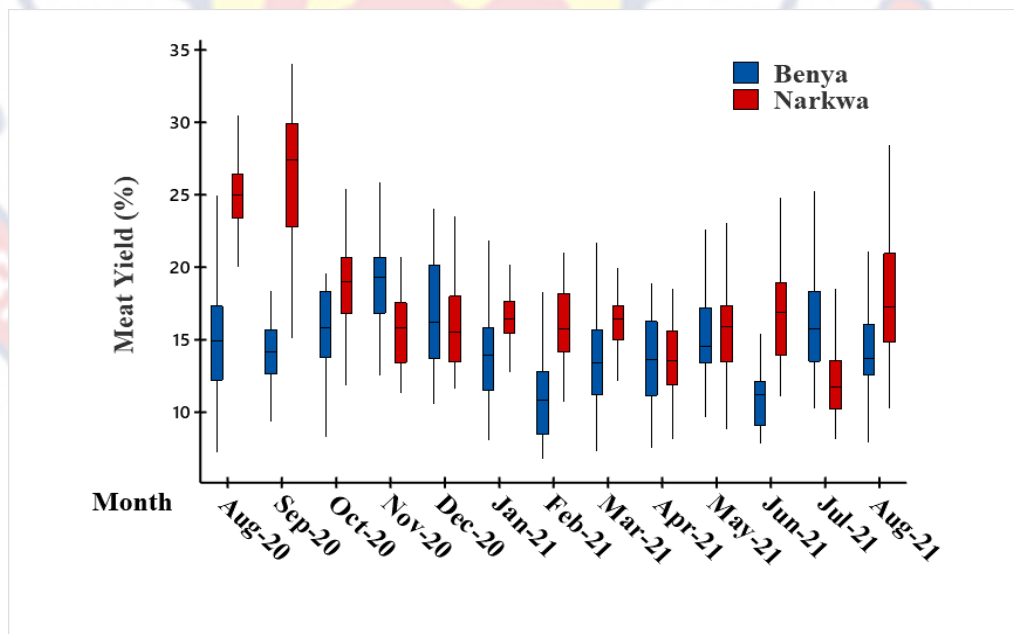 35
30
25
20
15
10
Meat Yield (%)
Benya
Narkwa
Month
Aug-20
Sep-20
Oct-20
Nov-20
Dec-20
Jan-21
Feb-21
Mar-21
Apr-21
May-21
Jun-21
Jul-21
Aug-21